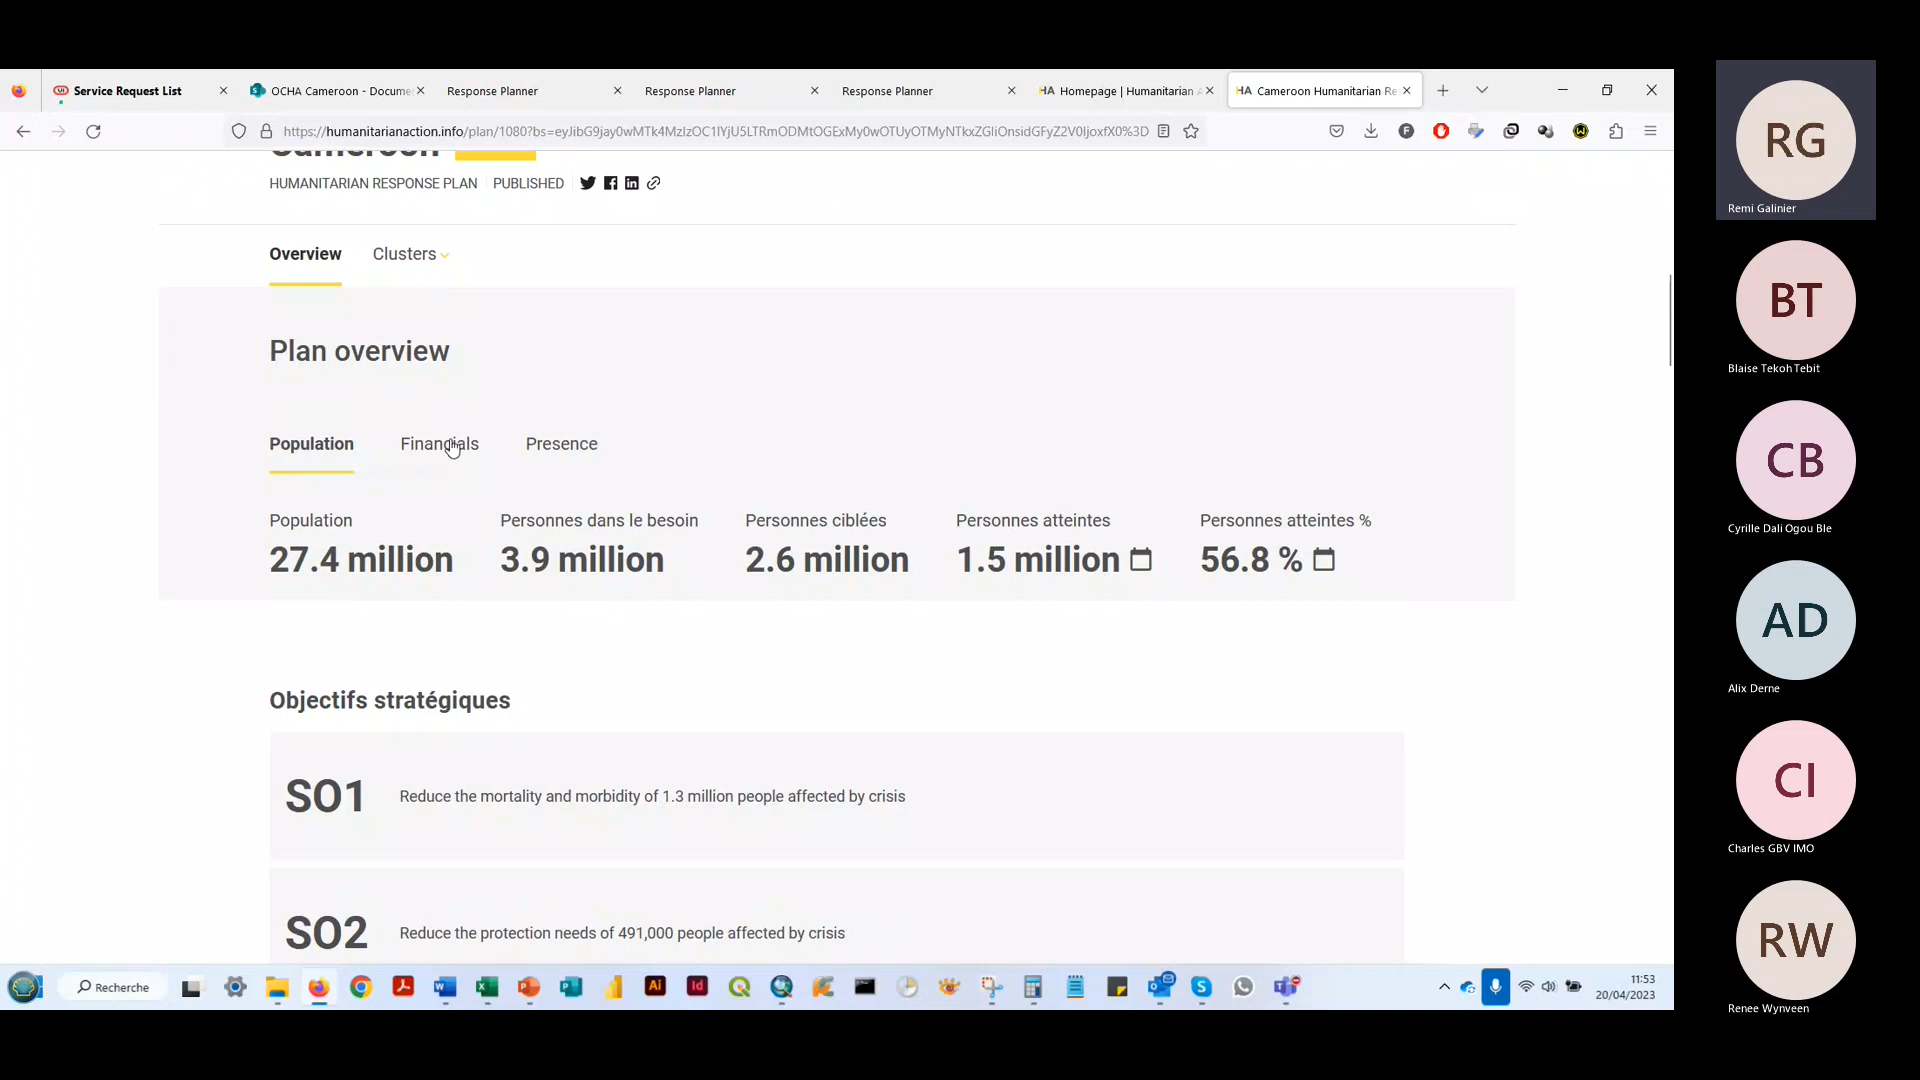 Service Request List
OCHA Cameroon - Docume
Response Planner
Response Planner
Response Planner
HA Homepage | Humanitarian A
HA Cameroon Humanitarian Re
humanitarianaction.info/plan/
Cameroon
HUMANITARIAN RESPONSE PLAN PUBLISHED
Overview Clusters
Plan overview
Population Financials Presence
Population Personnes dans le besoin Personnes ciblées Personnes atteintes Personnes atteintes %
27.4 million 3.9 million 2.6 million 1.5 million 56.8 %
Objectifs stratégiques
SO1 Reduce the mortality and morbidity of 1.3 million people affected by crisis
SO2 Reduce the protection needs of 491,000 people affected by crisis
Recherche
11:53
20/04/2023
RG
Remi Galinier
BT
Blaise Tekoh Tebit
CB
Cyrille Dali Ogou Ble
AD
Alix Derne
CI
Charles GBV IMO
RW
Renee Wynveen